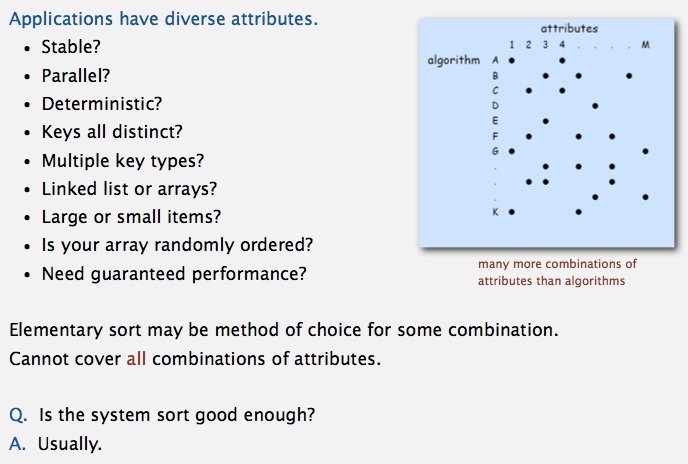 Applications have diverse attributes.
• Stable?
• Parallel?
• Deterministic?
• Keys all distinct?
• Multiple key types?
• Linked list or arrays?
• Large or small items?
• Is your array randomly ordered?
• Need guaranteed performance?
attributes
1 2 3 4 . . . . M
algorithm A
B
C
D
E
F
G
.
.
.
K
many more combinations of
attributes than algorithms
Elementary sort may be method of choice for some combination.
Cannot cover all combinations of attributes.
Q. Is the system sort good enough?
A. Usually.